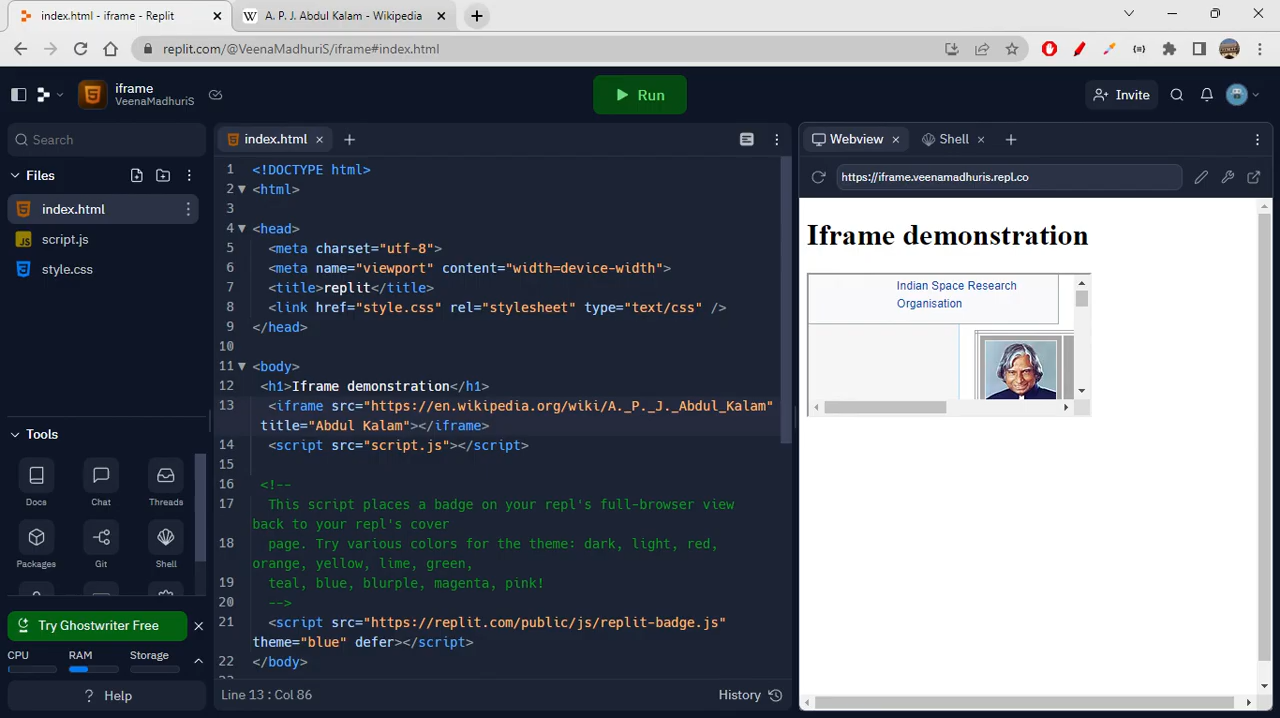 index.html - iframe - Replit
A. P. J. Abdul Kalam - Wikipedia
replit.com/@VeenaMadhuriS/iframe#index.html
iframe
VeenaMadhuriS
Run
Invite
Search
Files
index.html
script.js
style.css
Tools
Docs
Chat
Threads
Packages
Git
Shell
Try Ghostwriter Free
CPU
RAM
Storage
? Help
index.html
1 <!DOCTYPE html>
2 <html>
3
4 <head>
5 <meta charset="utf-8">
6 <meta name="viewport" content="width=device-width">
7 <title>replit</title>
8 <link href="style.css" rel="stylesheet" type="text/css" />
9 </head>
10
11 <body>
12 <h1>Iframe demonstration</h1>
13 <iframe src="https://en.wikipedia.org/wiki/A._P._J._Abdul_Kalam"
title="Abdul Kalam"></iframe>
14 <script src="script.js"></script>
15
16 <!--
17 This script places a badge on your repl's full-browser view
back to your repl's cover
18 page. Try various colors for the theme: dark, light, red,
orange, yellow, lime, green,
19 teal, blue, blurple, magenta, pink!
20 -->
21 <script src="https://replit.com/public/js/replit-badge.js"
theme="blue" defer></script>
22 </body>
Line 13 : Col 86
History
Webview
Shell
https://iframe.veenamadhuris.repl.co
Iframe demonstration
Indian Space Research
Organisation